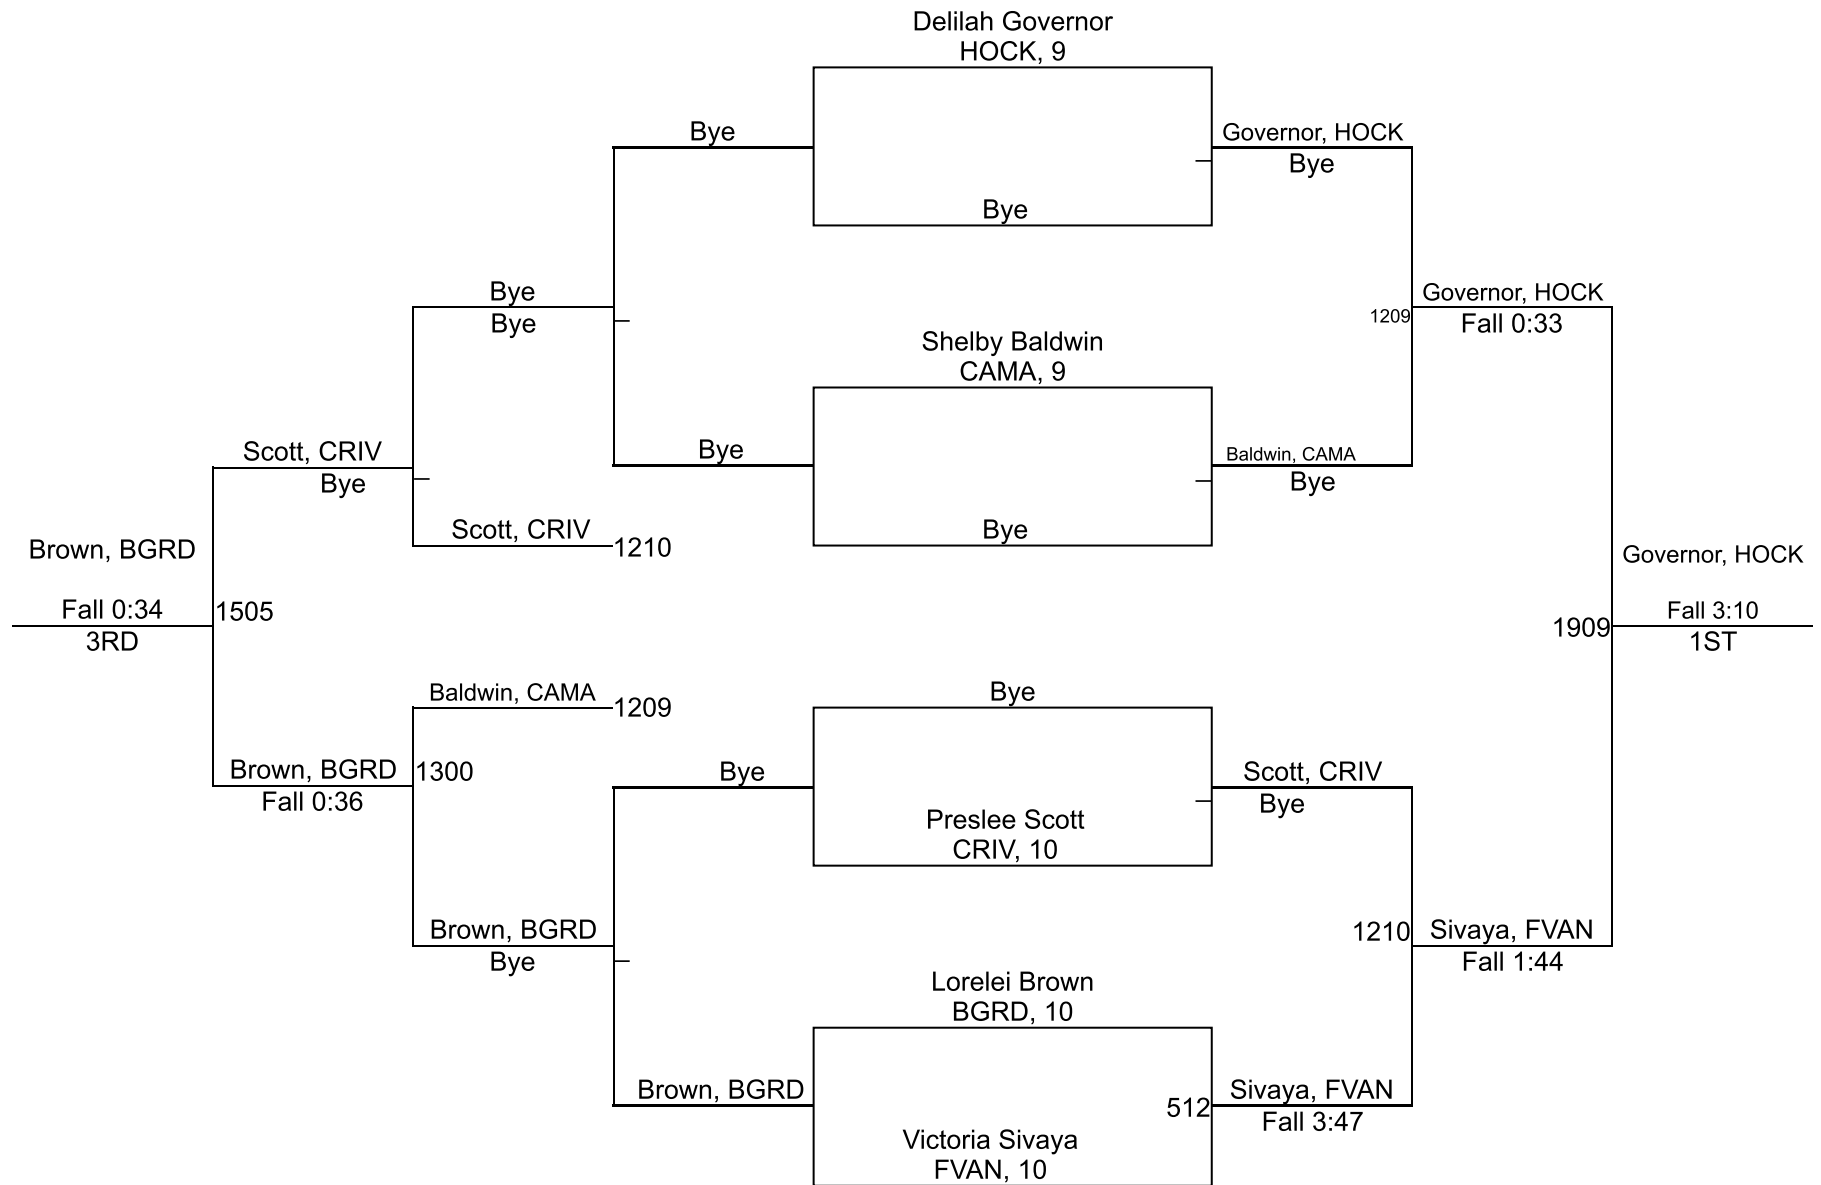 Delilah Governor
HOCK, 9
Bye
Governor, HOCK
Bye
Bye
Bye
Bye
Governor, HOCK
1209
Fall 0:33
Shelby Baldwin
CAMA, 9
Scott, CRIV
Bye
Bye
Baldwin, CAMA
Bye
Scott, CRIV
1210
Bye
Brown, BGRD
Governor, HOCK
Fall 0:34
1505
3RD
1909
Fall 3:10
1ST
Baldwin, CAMA
1209
Bye
Brown, BGRD
1300
Fall 0:36
Bye
Scott, CRIV
Bye
Preslee Scott
CRIV, 10
Brown, BGRD
Bye
1210
Sivaya, FVAN
Fall 1:44
Lorelei Brown
BGRD, 10
Brown, BGRD
512
Sivaya, FVAN
Fall 3:47
Victoria Sivaya
FVAN, 10